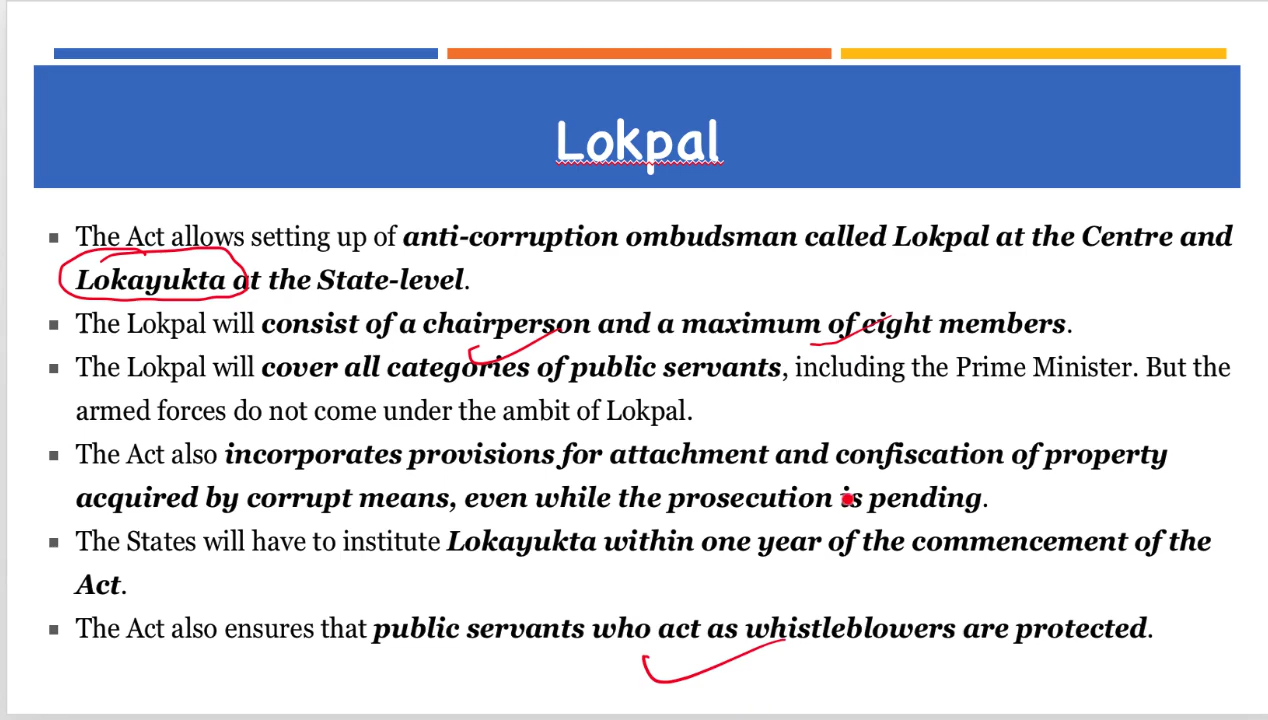 Lokpal
The Act allows setting up of anti-corruption ombudsman called Lokpal at the Centre and
Lokayukta at the State-level.
The Lokpal will consist of a chairperson and a maximum of eight members.
The Lokpal will cover all categories of public servants, including the Prime Minister. But the
armed forces do not come under the ambit of Lokpal.
The Act also incorporates provisions for attachment and confiscation of property
acquired by corrupt means, even while the prosecution is pending.
The States will have to institute Lokayukta within one year of the commencement of the
Act.
The Act also ensures that public servants who act as whistleblowers are protected.